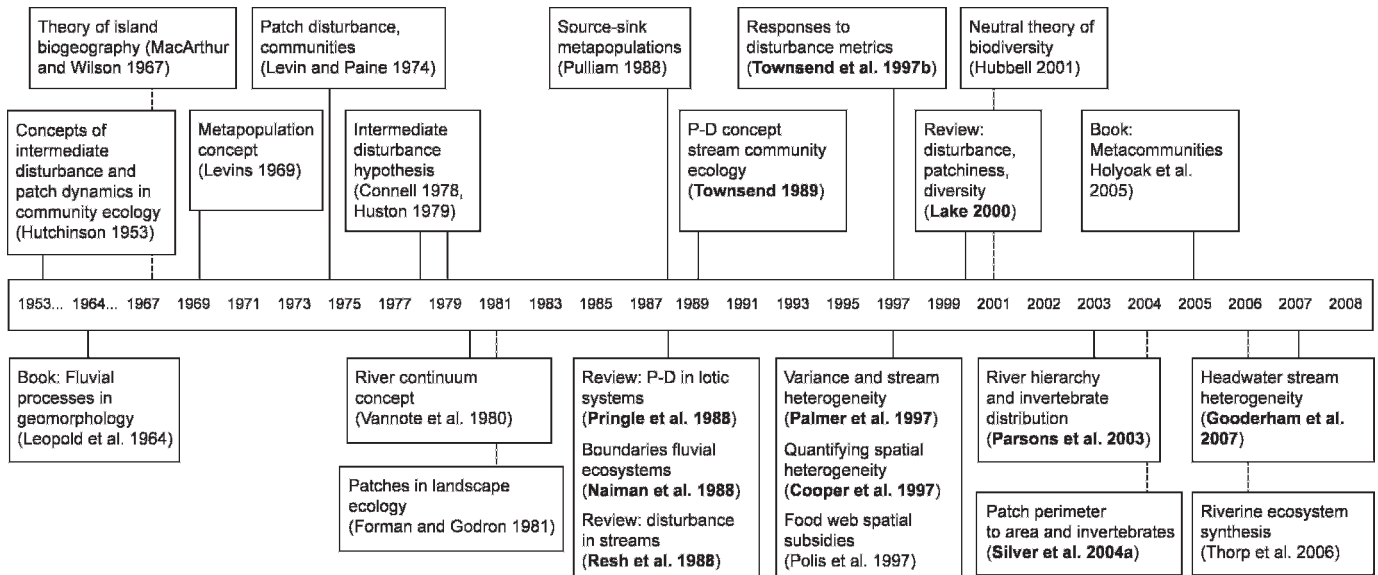 Theory of island
biogeography (MacArthur
and Wilson 1967)
Patch disturbance,
communities
(Levin and Paine 1974)
Source-sink
metapopulations
(Pulliam 1988)
Responses to
disturbance metrics
(Townsend et al. 1997b)
Neutral theory of
biodiversity
(Hubbell 2001)
Concepts of
intermediate
disturbance and
patch dynamics in
community ecology
(Hutchinson 1953)
Metapopulation
concept
(Levins 1969)
Intermediate
disturbance
hypothesis
(Connell 1978,
Huston 1979)
P-D concept
stream community
ecology
(Townsend 1989)
Review:
disturbance,
patchiness,
diversity
(Lake 2000)
Book:
Metacommunities
Holyoak et al.
2005)
1953... 1964... 1967 1969 1971 1973 1975 1977 1979 1981 1983 1985 1987 1989 1991 1993 1995 1997 1999 2001 2002 2003 2004 2005 2006 2007 2008
Book: Fluvial
processes in
geomorphology
(Leopold et al. 1964)
River continuum
concept
(Vannote et al. 1980)
Patches in landscape
ecology
(Forman and Godron 1981)
Review: P-D in lotic
systems
(Pringle et al. 1988)
Boundaries fluvial
ecosystems
(Naiman et al. 1988)
Review: disturbance
in streams
(Resh et al. 1988)
Variance and stream
heterogeneity
(Palmer et al. 1997)
Quantifying spatial
heterogeneity
(Cooper et al. 1997)
Food web spatial
subsidies
(Polis et al. 1997)
River hierarchy
and invertebrate
distribution
(Parsons et al. 2003)
Patch perimeter
to area and invertebrates
(Silver et al. 2004a)
Headwater stream
heterogeneity
(Gooderham et al.
2007)
Riverine ecosystem
synthesis
(Thorp et al. 2006)